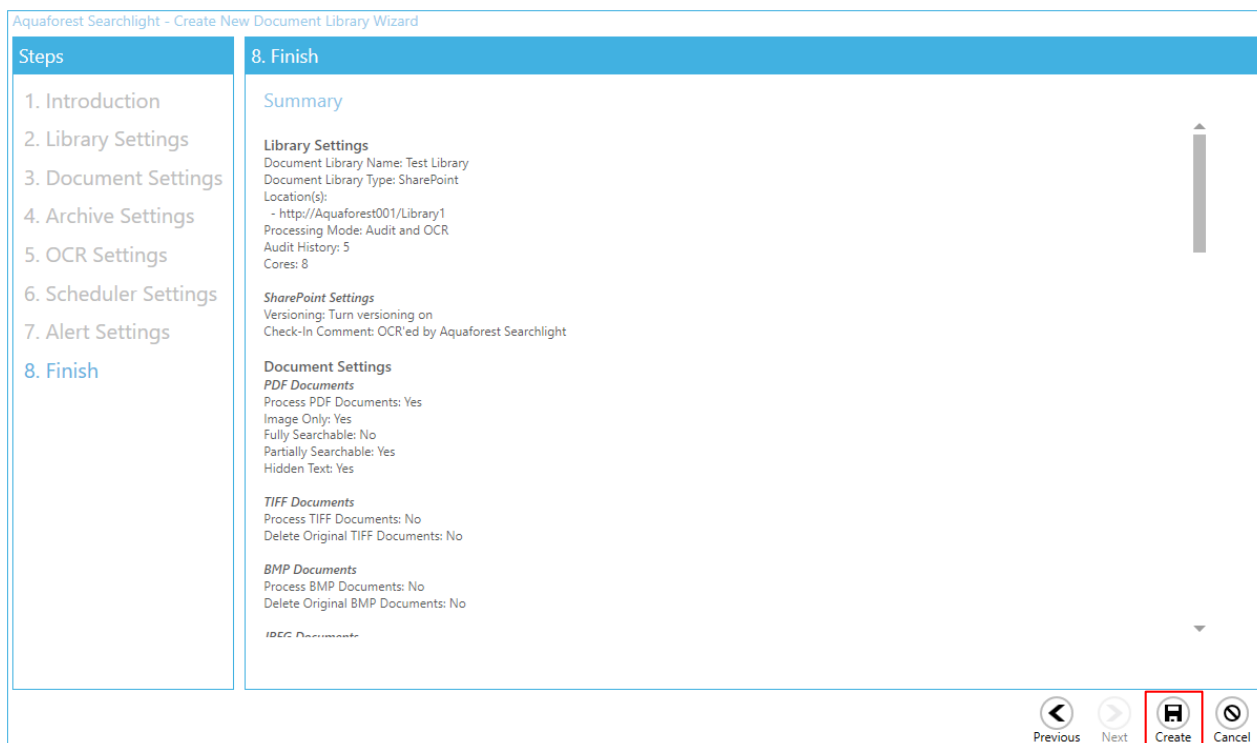 Aquaforest Searchlight - Create New Document Library Wizard
Steps
1. Introduction
2. Library Settings
3. Document Settings
4. Archive Settings
5. OCR Settings
6. Scheduler Settings
7. Alert Settings
8. Finish
8. Finish
Summary
Library Settings
Document Library Name: Test Library
Document Library Type: SharePoint
Location(s):
- http://Aquaforest001/Library1
Processing Mode: Audit and OCR
Audit History: 5
Cores: 8
SharePoint Settings
Versioning: Turn versioning on
Check-In Comment: OCR'ed by Aquaforest Searchlight
Document Settings
PDF Documents
Process PDF Documents: Yes
Image Only: Yes
Fully Searchable: No
Partially Searchable: Yes
Hidden Text: Yes
TIFF Documents
Process TIFF Documents: No
Delete Original TIFF Documents: No
BMP Documents
Process BMP Documents: No
Delete Original BMP Documents: No
JPEG Documents
Previous Next Create Cancel